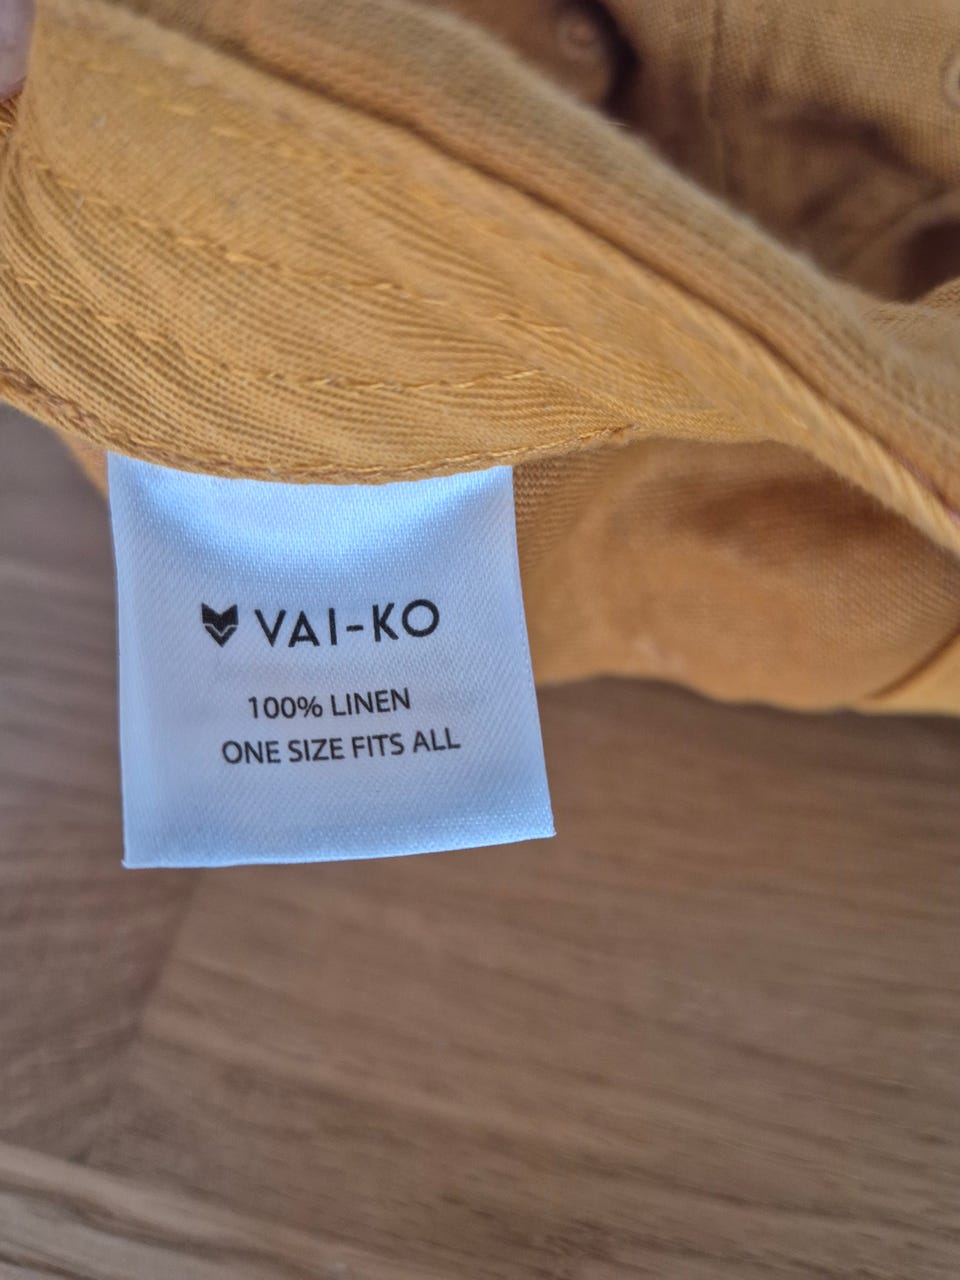 VAI-KO
100% LINEN
ONE SIZE FITS ALL